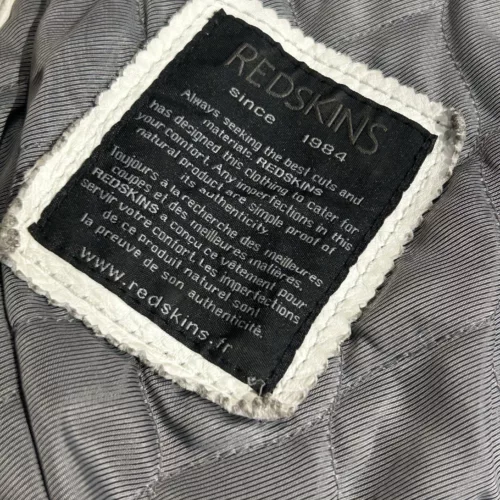 REDSKINS
since 1984
Always seeking the best cuts and
materials, REDSKINS
has designed this clothing to cater for
your comfort. Any imperfections in this
natural product are simple proof of
its authenticity.
Toujours à la recherche des meilleures
coupes et des meilleures matières,
REDSKINS a conçu ce vêtement pour
servir votre confort. Les imperfections
de ce produit naturel sont
la preuve de son authenticité.
www.redskins.fr